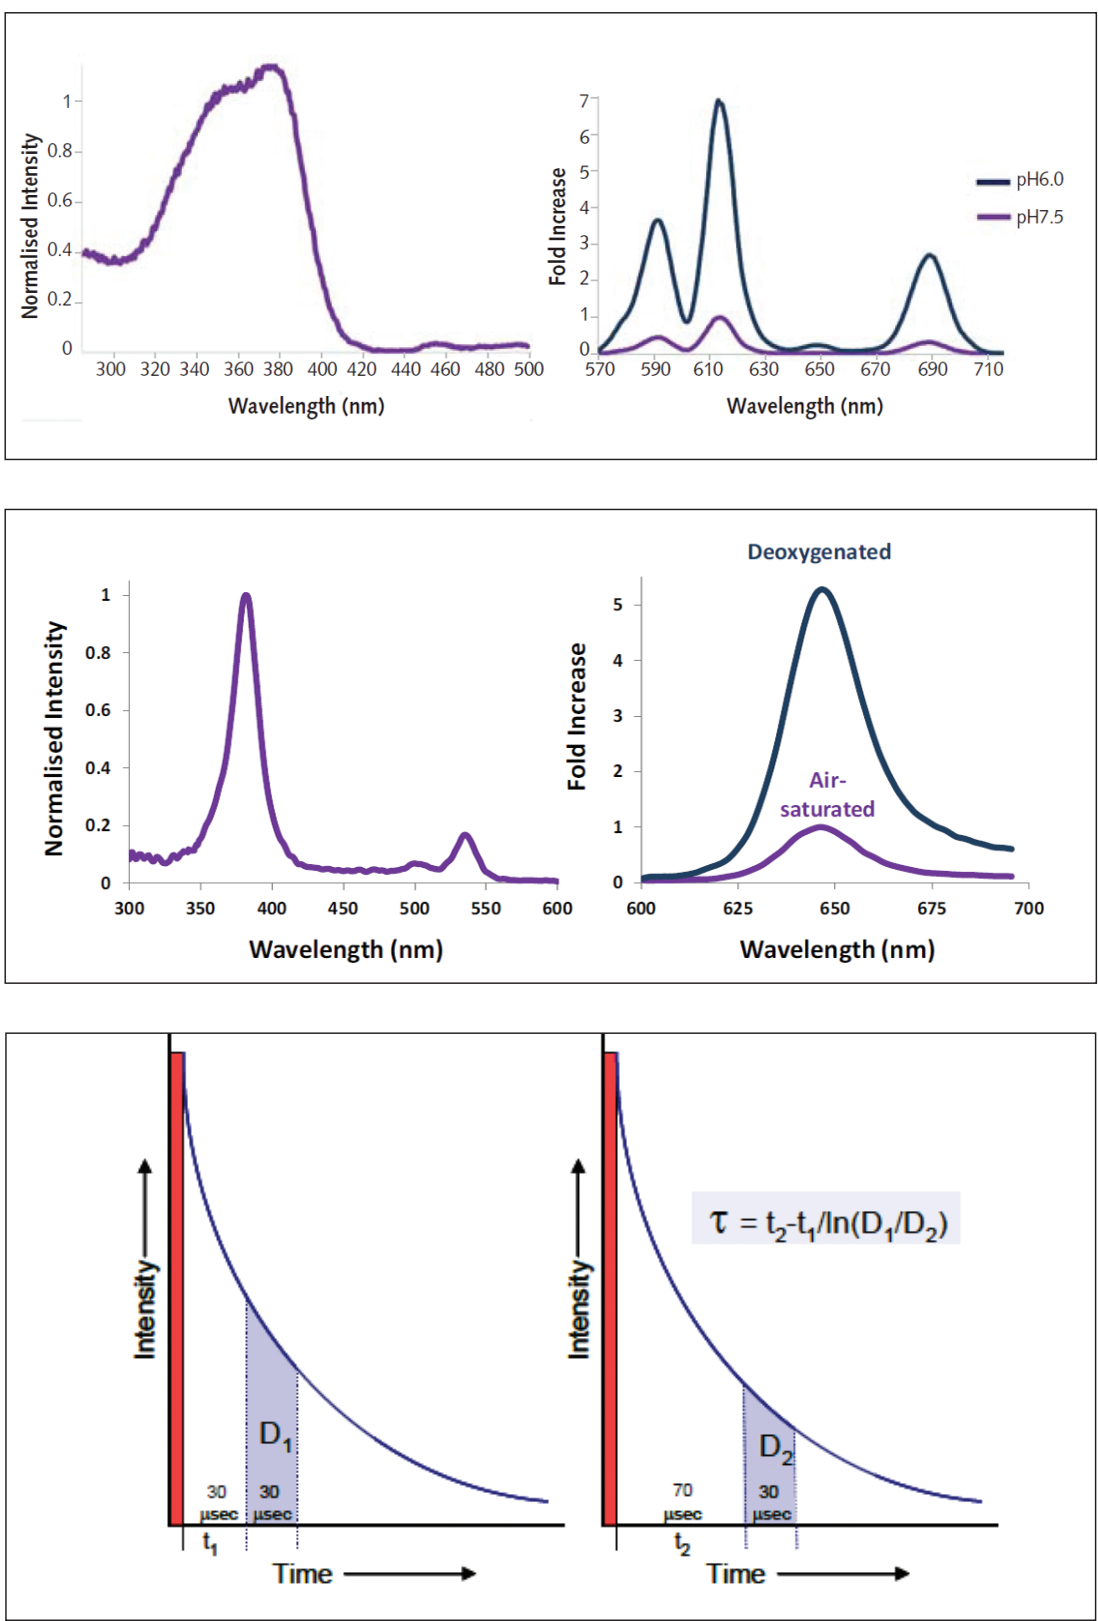 Normalised Intensity
1
0.8
0.6
0.4
0.2
0
300 320 340 360 380 400 420 440 460 480 500
Wavelength (nm)
Fold Increase
7
6
5
4
3
2
1
0
570 590 610 630 650 670 690 710
Wavelength (nm)
pH6.0
pH7.5
Normalised Intensity
1
0.8
0.6
0.4
0.2
0
300 350 400 450 500 550 600
Wavelength (nm)
Deoxygenated
Fold Increase
5
4
3
2
1
0
Air-
saturated
600 625 650 675 700
Wavelength (nm)
Intensity
D1
30
μsec
30
μsec
t1
Time
Intensity
τ = t2-t1/ln(D1/D2)
D2
70
μsec
30
μsec
t2
Time